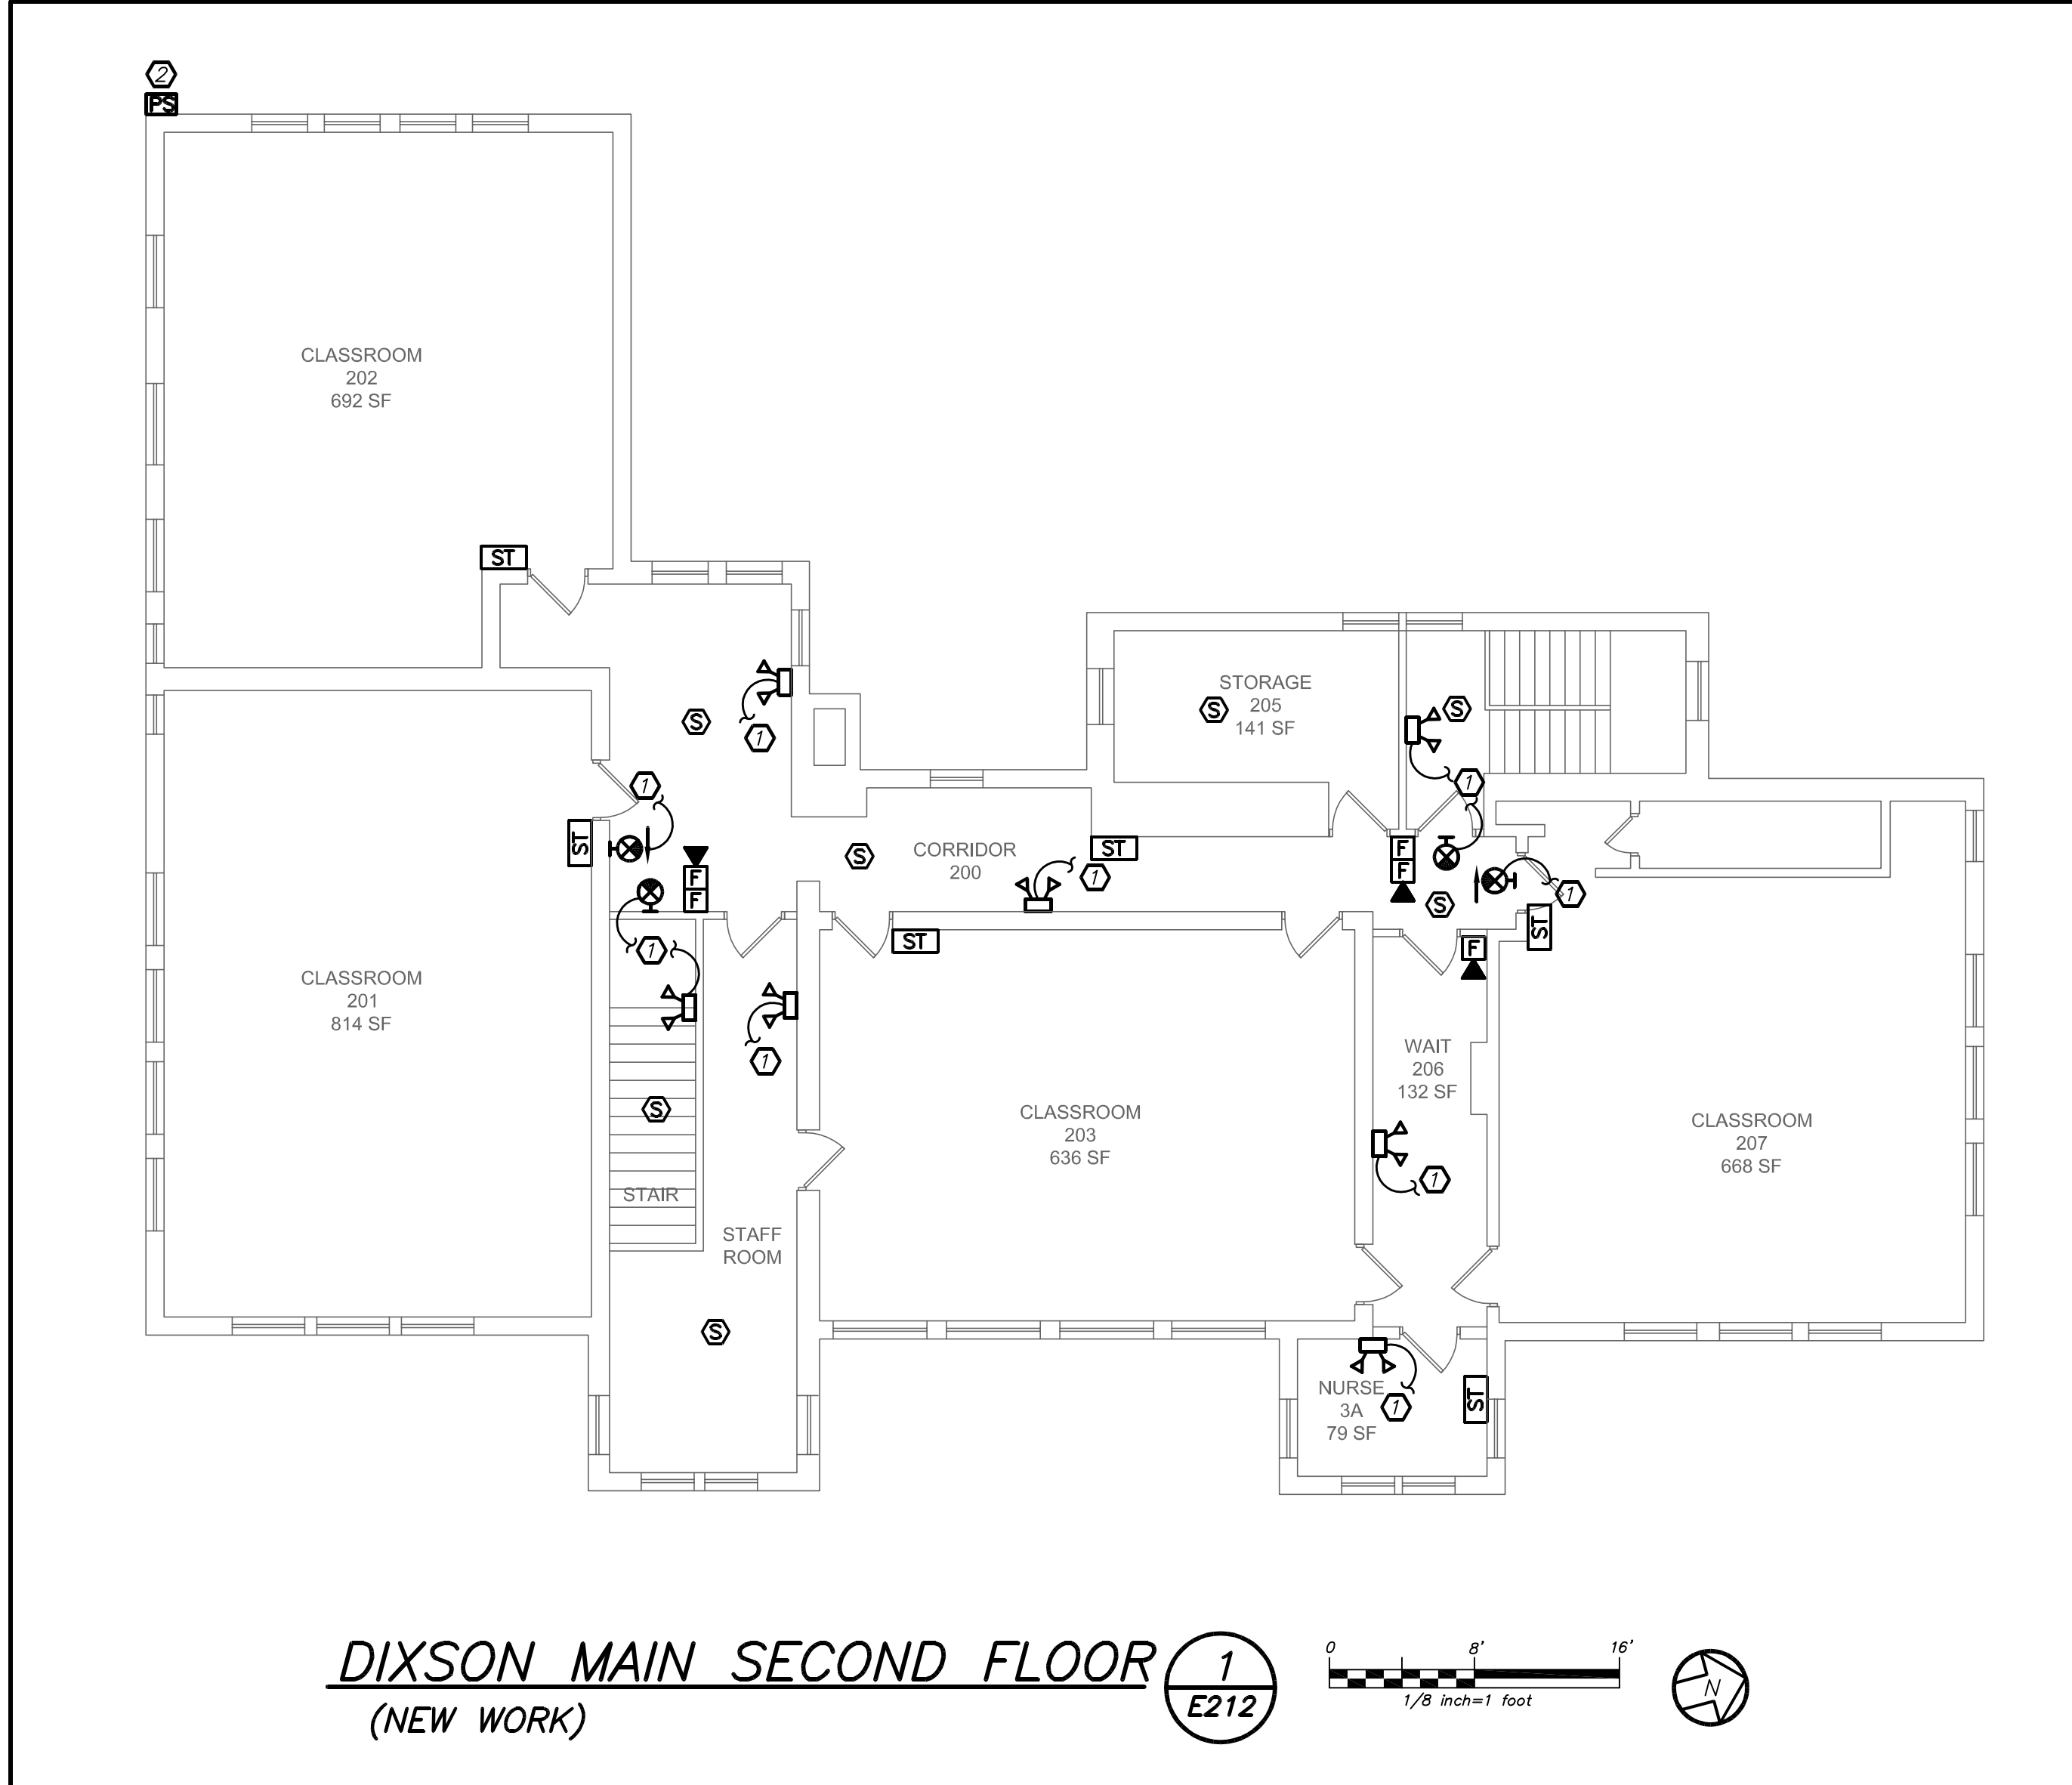 2
PS
CLASSROOM
202
692 SF
ST
S
1
STORAGE
205
141 SF
S
S
1
1
ST
F
F
S
CORRIDOR
200
ST
1
F
F
S
1
ST
1
ST
F
CLASSROOM
201
814 SF
1
S
STAIR
STAFF
ROOM
S
CLASSROOM
203
636 SF
WAIT
206
132 SF
1
CLASSROOM
207
668 SF
NURSE
3A
79 SF
1
ST
DIXSON MAIN SECOND FLOOR
(NEW WORK)
1
E212
0 8' 16'
1/8 inch=1 foot
N